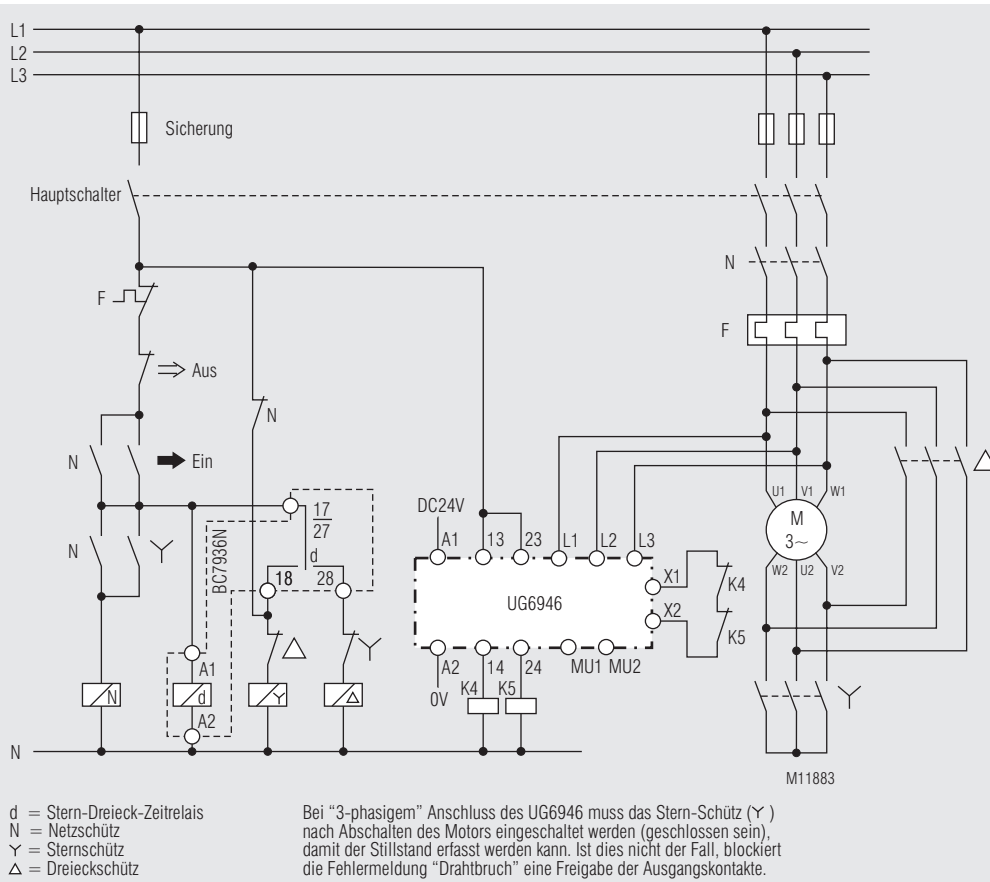 L1
L2
L3
Sicherung
Hauptschalter
N
F
F
Aus
N
N
Ein
17
27
DC24V
U1 V1 W1
M
3~
△
A1 13 23 L1 L2 L3
N Y
BC7936N
d
18 28
W2 U2 V2
UG6946
X1
K4
X2
K5
△ Y
A1
A2 14 24 MU1 MU2
0V K4 K5
N d Y △
A2
Y
N
M11883
d = Stern-Dreieck-Zeitrelais
N = Netzschütz
Y = Sternschütz
△ = Dreieckschütz
Bei “3-phasigem” Anschluss des UG6946 muss das Stern-Schütz (Y )
nach Abschalten des Motors eingeschaltet werden (geschlossen sein),
damit der Stillstand erfasst werden kann. Ist dies nicht der Fall, blockiert
die Fehlermeldung “Drahtbruch” eine Freigabe der Ausgangskontakte.